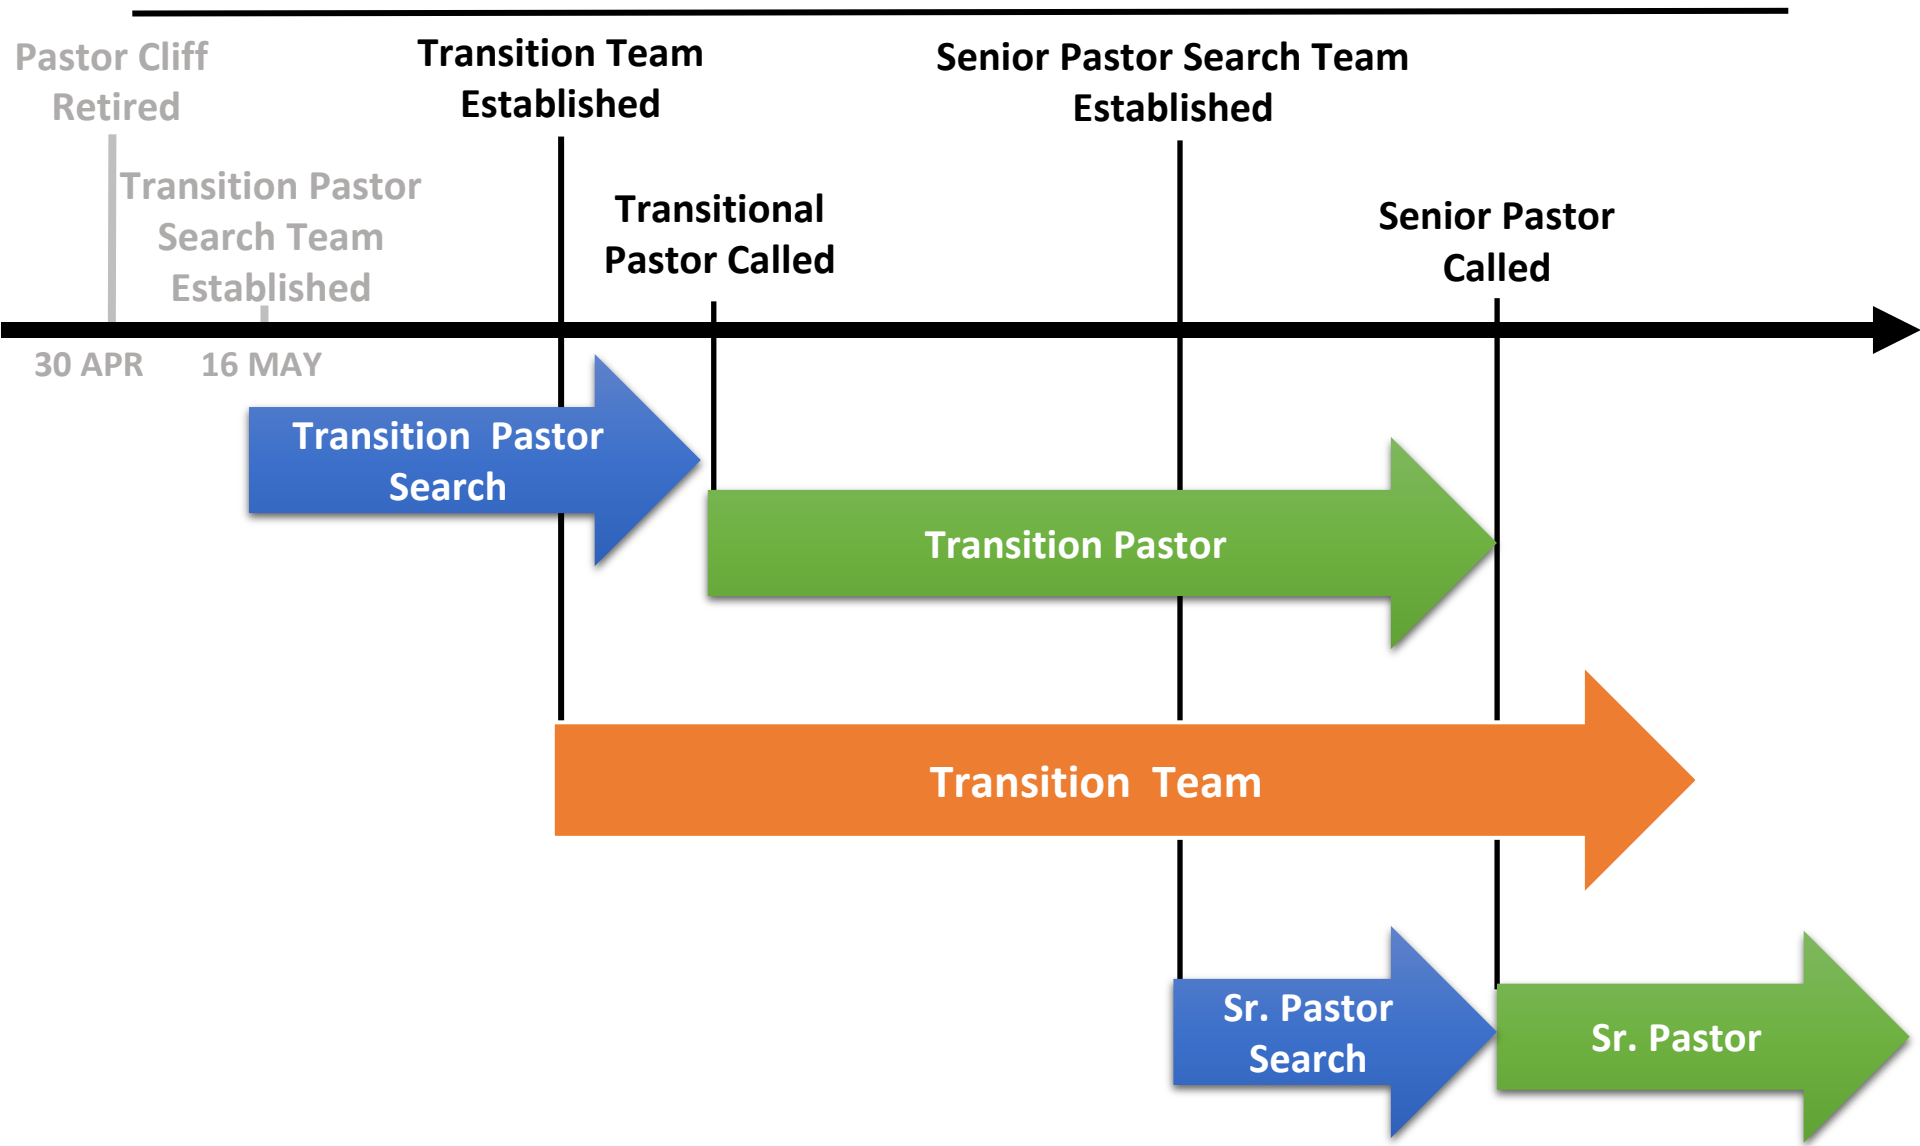 Pastor Cliff
Retired
Transition Team
Established
Senior Pastor Search Team
Established
Transition Pastor
Search Team
Established
Transitional
Pastor Called
Senior Pastor
Called
30 APR
16 MAY
Transition  Pastor
Search
Transition Pastor
Transition  Team
Sr. Pastor
Search
Sr. Pastor